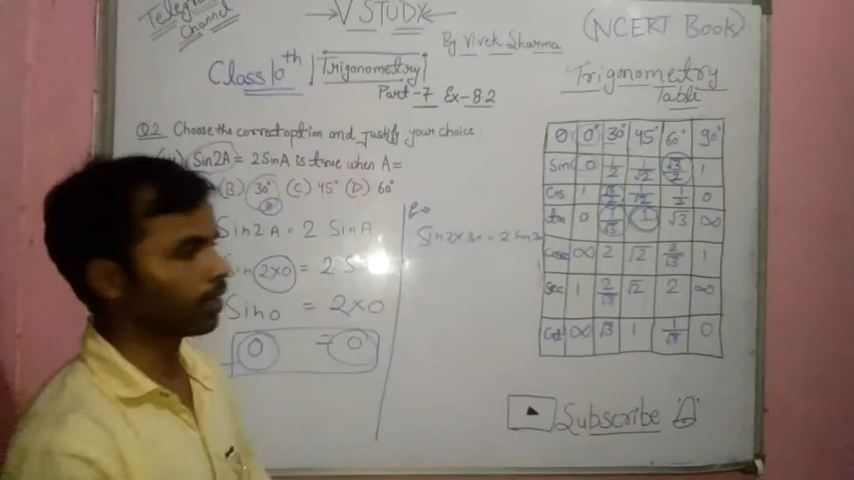 Telegram
Channel
V STUDY
By Vivek Sharma
(NCERT Book)
Class 10th
Trigonometry
Part-7 Ex-8.2
Trigonometry
Table
Q2 Choose the correct option and justify your choice
Sin2A = 2SinA is true when A=
(B) 30° (C) 45° (D) 60°
Sin2A = 2 SinA
(2×0) = 2 S
Sin0 = 2×0
0 = 0
Sin2×30 = 2
θ 0° 30° 45° 60° 90°
Sin 0 1/2 1/√2 √3/2 1
Cos 1 √3/2 1/√2 1/2 0
tan 0 1/√3 1 √3 ∞
Cosec ∞ 2 √2 2/√3 1
Sec 1 2/√3 √2 2 ∞
Cot ∞ √3 1 1/√3 0
Subscribe